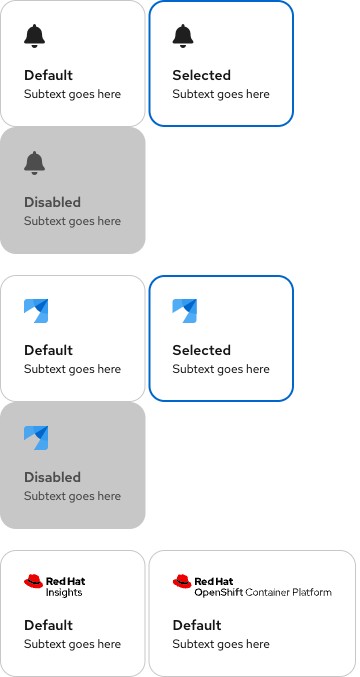 Default
Subtext goes here
Selected
Subtext goes here
Disabled
Subtext goes here
Default
Subtext goes here
Selected
Subtext goes here
Disabled
Subtext goes here
Red Hat
Insights
Default
Subtext goes here
Red Hat
OpenShift Container Platform
Default
Subtext goes here